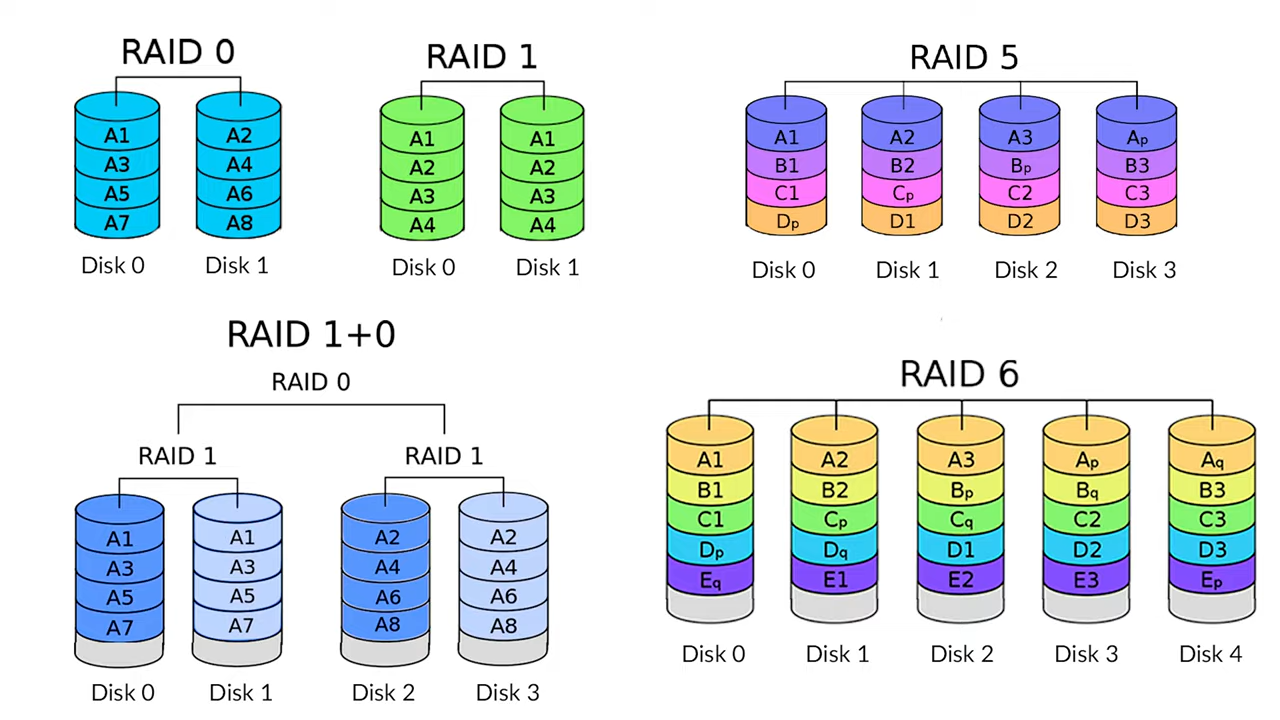 RAID 0
A1 A2
A3 A4
A5 A6
A7 A8
Disk 0 Disk 1
RAID 1
A1 A1
A2 A2
A3 A3
A4 A4
Disk 0 Disk 1
RAID 5
A1 A2 A3 Ap
B1 B2 Bp B3
C1 Cp C2 C3
Dp D1 D2 D3
Disk 0 Disk 1 Disk 2 Disk 3
RAID 1+0
RAID 0
RAID 1 RAID 1
A1 A1 A2 A2
A3 A3 A4 A4
A5 A5 A6 A6
A7 A7 A8 A8
Disk 0 Disk 1 Disk 2 Disk 3
RAID 6
A1 A2 A3 Ap Aq
B1 B2 Bp Bq B3
C1 Cp Cq C2 C3
Dp Dq D1 D2 D3
Eq E1 E2 E3 Ep
Disk 0 Disk 1 Disk 2 Disk 3 Disk 4